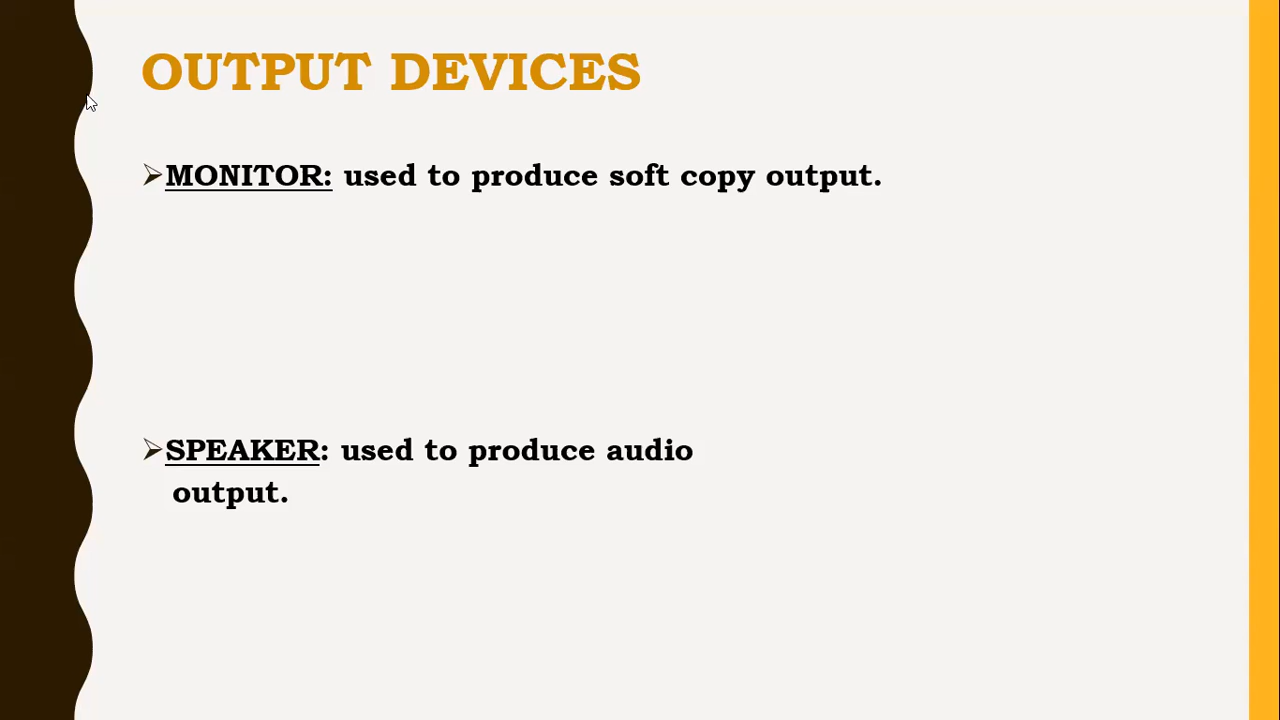 OUTPUT DEVICES
MONITOR: used to produce soft copy output.
SPEAKER: used to produce audio
output.